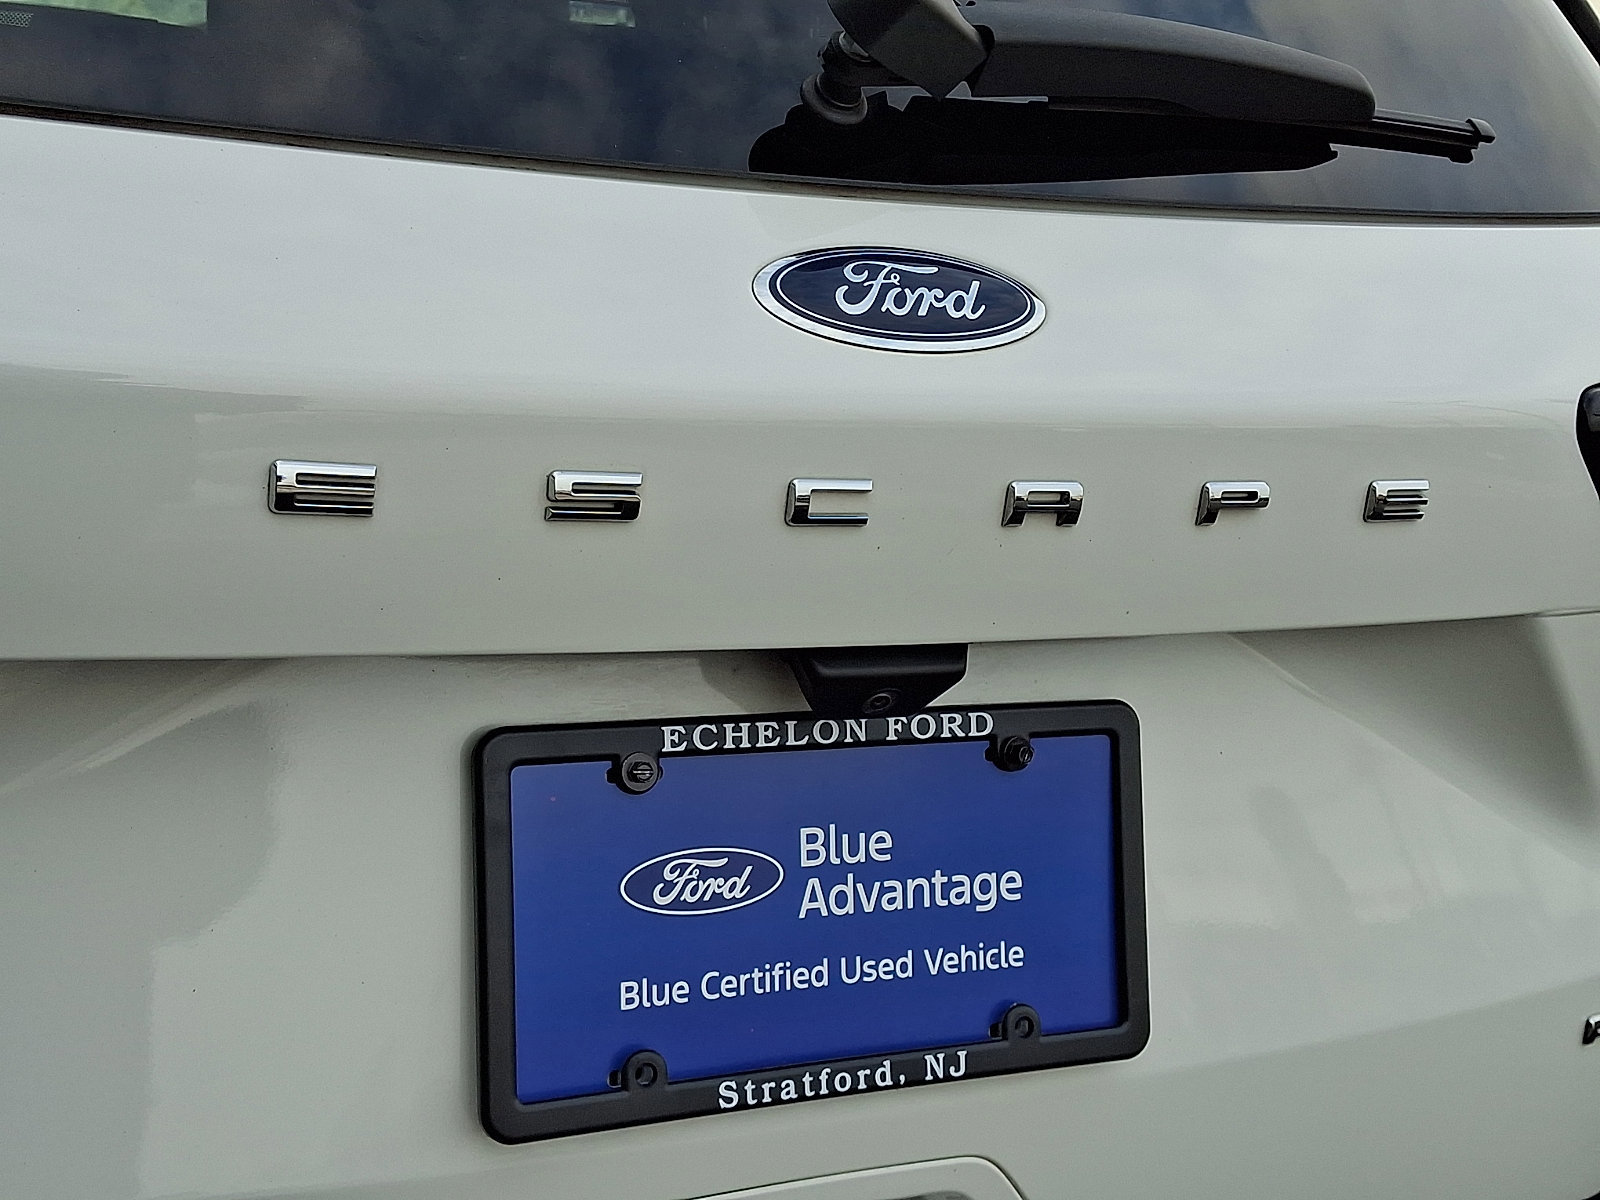 Ford
ESCAPE
ECHELON FORD
Ford
Blue
Advantage
Blue Certified Used Vehicle
Stratford, NJ